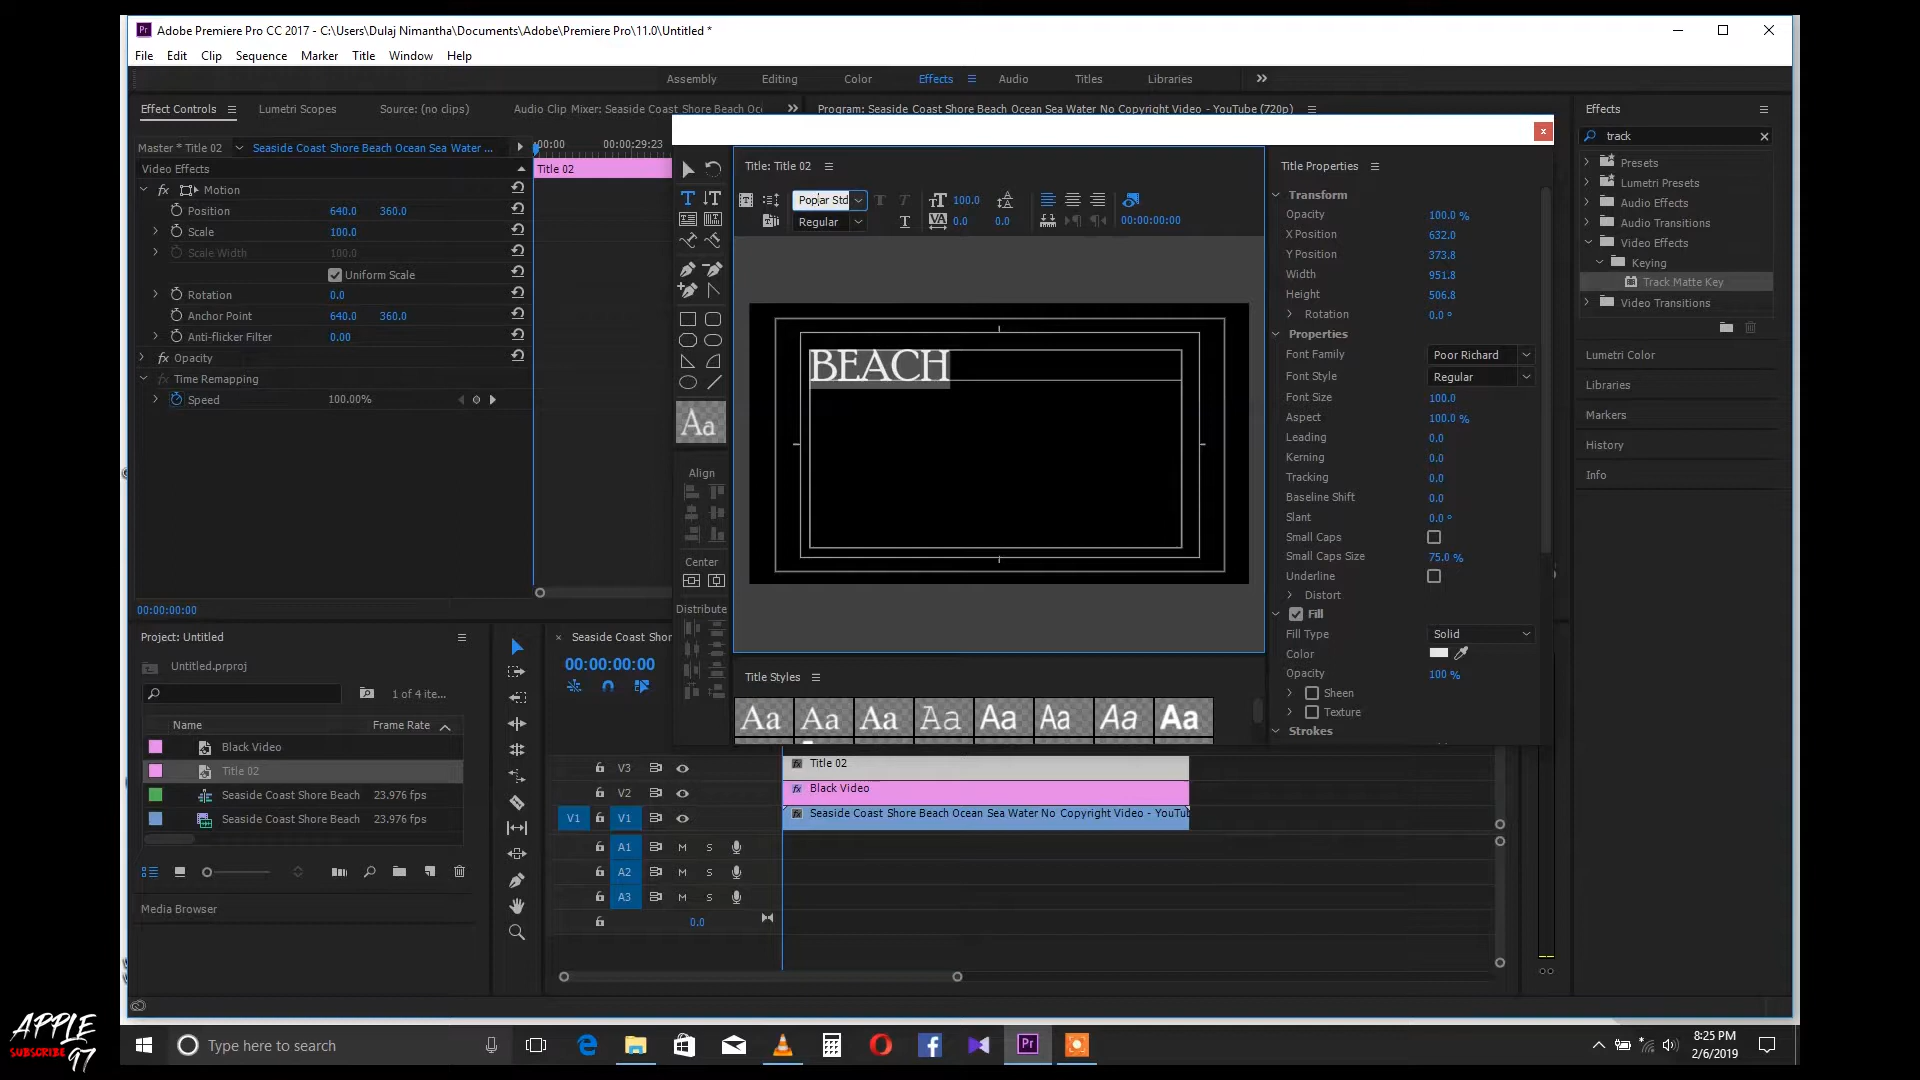 Adobe Premiere Pro CC 2017 - C:\Users\Dulaj Nimantha\Documents\Adobe\Premiere Pro\11.0\Untitled *
File Edit Clip Sequence Marker Title Window Help
Assembly Editing Color Effects Audio Titles Libraries
Effect Controls Lumetri Scopes Source: (no clips) Audio Clip Mixer: Seaside Coast Shore Beach Oc
Program: Seaside Coast Shore Beach Ocean Sea Water No Copyright Video - YouTube (720p)
Effects
track
Master * Title 02 Seaside Coast Shore Beach Ocean Sea Water ...
:00:00 00:00:29:23
Title 02
Video Effects
fx Motion
Position 640.0 360.0
Scale 100.0
Scale Width 100.0
Uniform Scale
Rotation 0.0
Anchor Point 640.0 360.0
Anti-flicker Filter 0.00
fx Opacity
fx Time Remapping
Speed 100.00%
00:00:00:00
Title: Title 02
Std 100.0
Regular 0.0 0.0 00:00:00:00
BEACH
Aa
Align
Center
Distribute
Title Styles
Aa Aa Aa Aa Aa Aa Aa Aa
Title Properties
Transform
Opacity 100.0 %
X Position 632.0
Y Position 373.8
Width 951.8
Height 506.8
Rotation 0.0 °
Properties
Font Family Poor Richard
Font Style Regular
Font Size 100.0
Aspect 100.0 %
Leading 0.0
Kerning 0.0
Tracking 0.0
Baseline Shift 0.0
Slant 0.0 °
Small Caps
Small Caps Size 75.0 %
Underline
Distort
Fill
Fill Type Solid
Color
Opacity 100 %
Sheen
Texture
Strokes
Presets
Lumetri Presets
Audio Effects
Audio Transitions
Video Effects
Keying
Track Matte Key
Video Transitions
Lumetri Color
Libraries
Markers
History
Info
Project: Untitled
Untitled.prproj
1 of 4 ite...
Name Frame Rate
Black Video
Title 02
Seaside Coast Shore Beach 23.976 fps
Seaside Coast Shore Beach 23.976 fps
Media Browser
Seaside Coast Shor
00:00:00:00
V3 fx Title 02
V2 fx Black Video
V1 V1 fx Seaside Coast Shore Beach Ocean Sea Water No Copyright Video - YouTub
A1 M S
A2 M S
A3 M S
0.0
APPLE
SUBSCRIBE 97
Type here to search
Pr
8:25 PM
2/6/2019